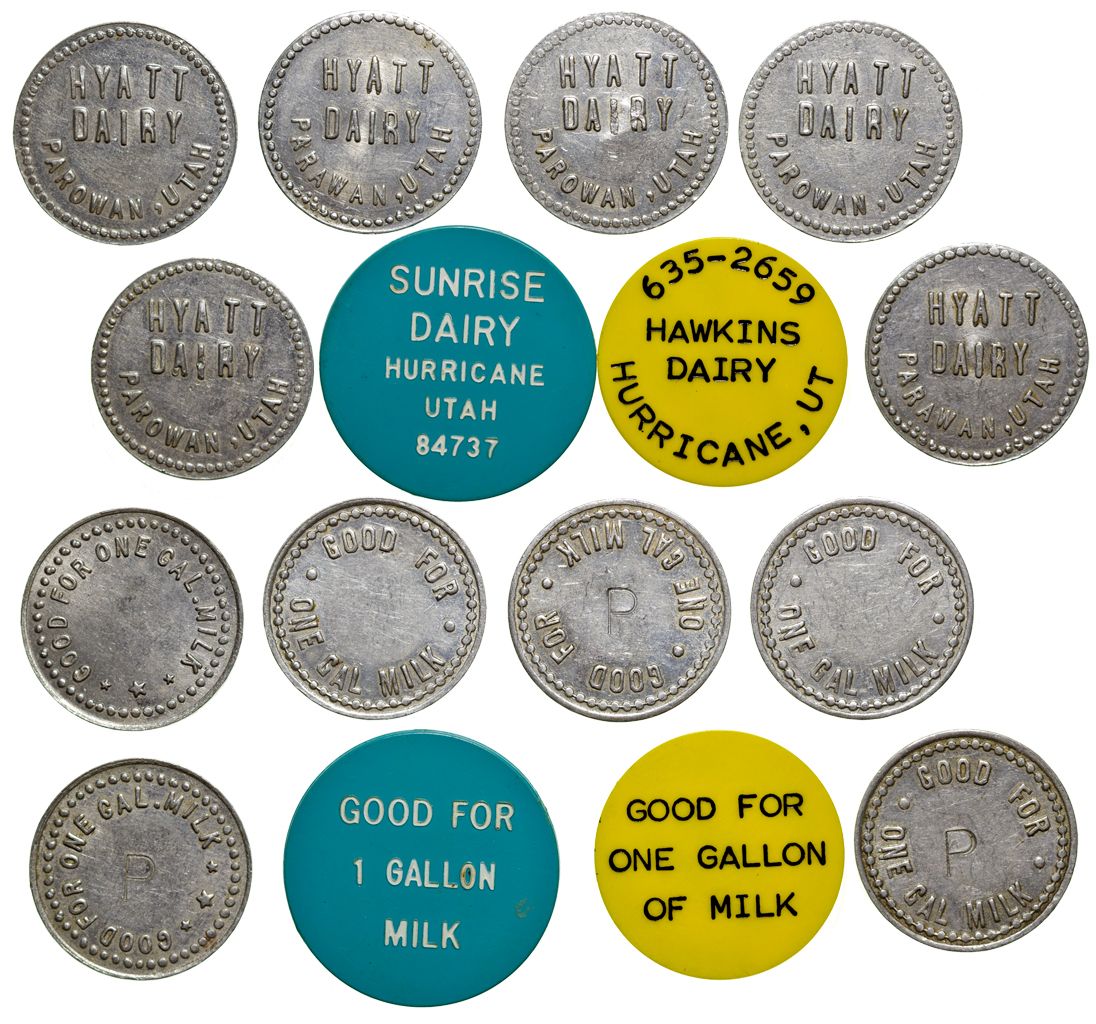 HYATT
DAIRY
PAROWAN, UTAH
HYATT
DAIRY
PARAWAN, UTAH
HYATT
DAIRY
PAROWAN, UTAH
HYATT
DAIRY
PAROWAN, UTAH
HYATT
DAIRY
PAROWAN, UTAH
SUNRISE
DAIRY
HURRICANE
UTAH
84737
635-2659
HAWKINS
DAIRY
HURRICANE, UT
HYATT
DAIRY
PARAWAN, UTAH
GOOD FOR ONE GAL. MILK
GOOD FOR
ONE GAL MILK
GOOD FOR
ONE GAL MILK
P
GOOD FOR
ONE GAL MILK
GOOD FOR ONE GAL. MILK
P
GOOD FOR
1 GALLON
MILK
GOOD FOR
ONE GALLON
OF MILK
GOOD FOR
P
ONE GAL MILK